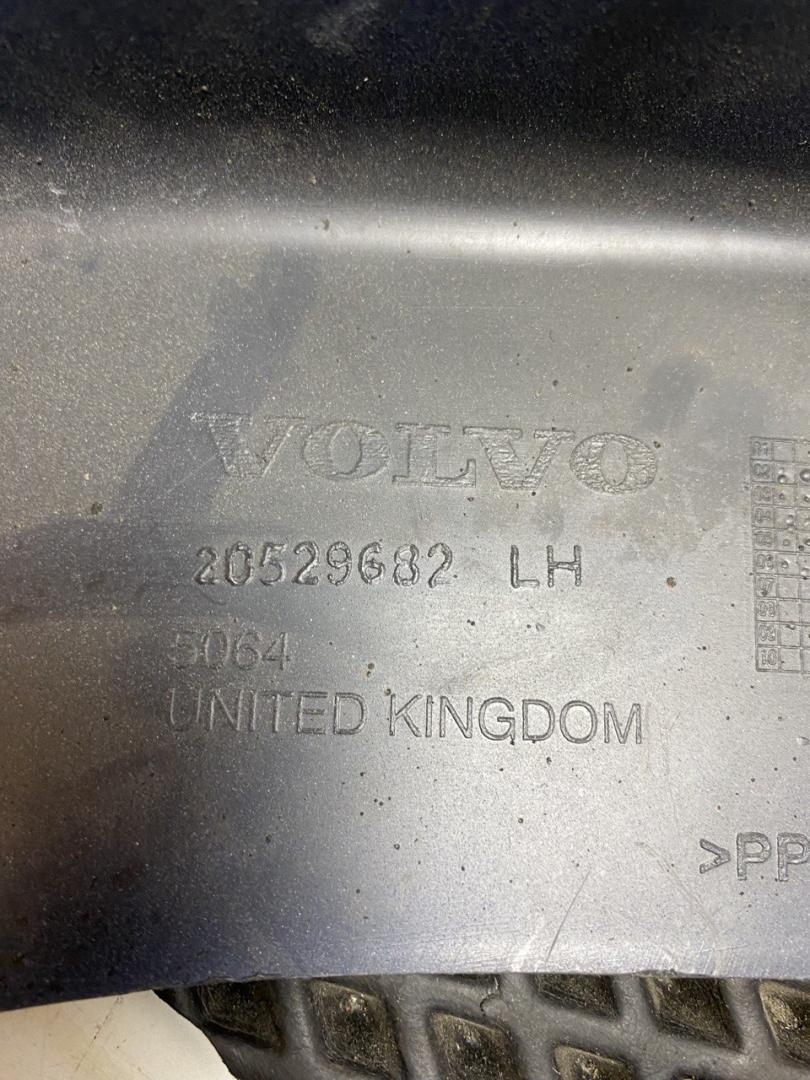 VOLVO
20529682 LH
5064
UNITED KINGDOM
>PP